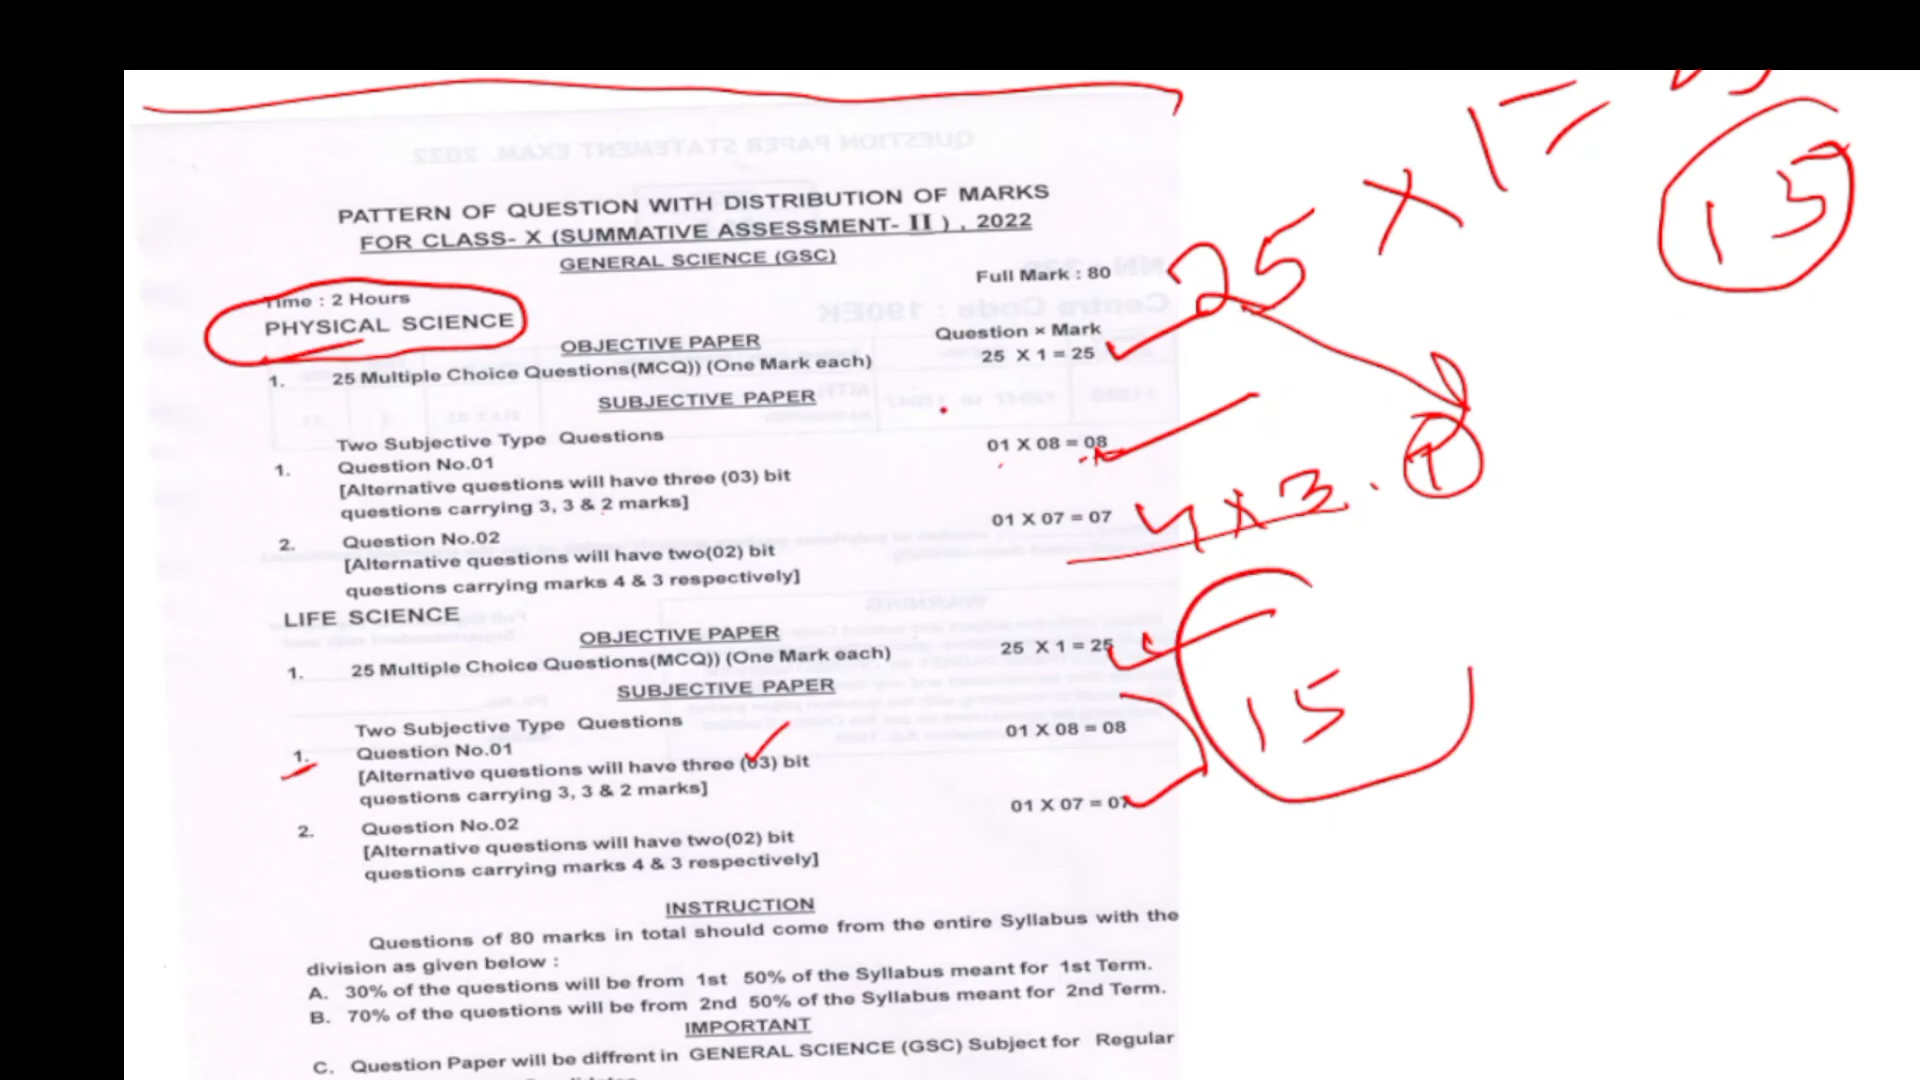 PATTERN OF QUESTION WITH DISTRIBUTION OF MARKS
FOR CLASS- X (SUMMATIVE ASSESSMENT- II ) , 2022
GENERAL SCIENCE (GSC)
Full Mark : 80
Time : 2 Hours
PHYSICAL SCIENCE
OBJECTIVE PAPER
Question × Mark
1. 25 Multiple Choice Questions(MCQ)) (One Mark each) 25 X 1 = 25
SUBJECTIVE PAPER
Two Subjective Type Questions
1. Question No.01 01 X 08 = 08
[Alternative questions will have three (03) bit
questions carrying 3, 3 & 2 marks]
2. Question No.02 01 X 07 = 07
[Alternative questions will have two(02) bit
questions carrying marks 4 & 3 respectively]
LIFE SCIENCE
OBJECTIVE PAPER
1. 25 Multiple Choice Questions(MCQ)) (One Mark each) 25 X 1 = 25
SUBJECTIVE PAPER
Two Subjective Type Questions
1. Question No.01 01 X 08 = 08
[Alternative questions will have three (03) bit
questions carrying 3, 3 & 2 marks]
2. Question No.02 01 X 07 = 07
[Alternative questions will have two(02) bit
questions carrying marks 4 & 3 respectively]
INSTRUCTION
Questions of 80 marks in total should come from the entire Syllabus with the
division as given below :
A. 30% of the questions will be from 1st 50% of the Syllabus meant for 1st Term.
B. 70% of the questions will be from 2nd 50% of the Syllabus meant for 2nd Term.
IMPORTANT
C. Question Paper will be diffrent in GENERAL SCIENCE (GSC) Subject for Regular
25 × 1 =
15
4 × 3
15